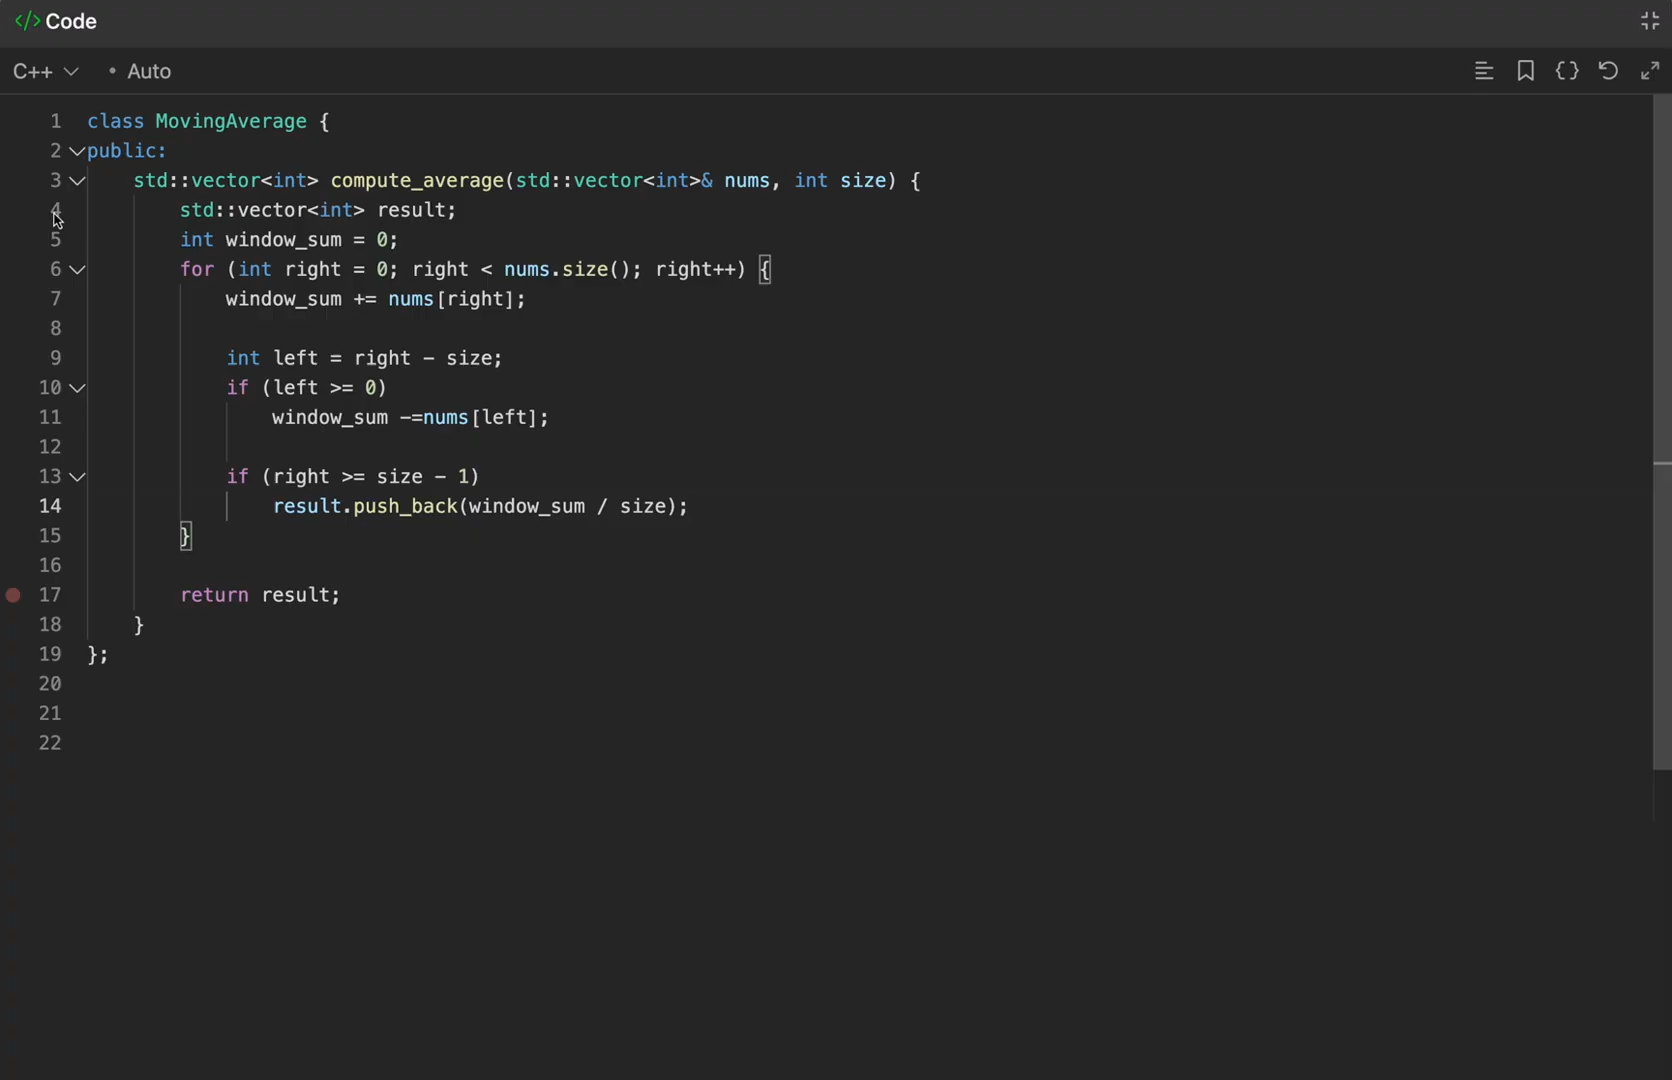 </> Code
C++ • Auto
1 class MovingAverage {
2 public:
3 std::vector<int> compute_average(std::vector<int>& nums, int size) {
4 std::vector<int> result;
5 int window_sum = 0;
6 for (int right = 0; right < nums.size(); right++) {
7 window_sum += nums[right];
8
9 int left = right - size;
10 if (left >= 0)
11 window_sum -=nums[left];
12
13 if (right >= size - 1)
14 result.push_back(window_sum / size);
15 }
16
17 return result;
18 }
19 };
20
21
22